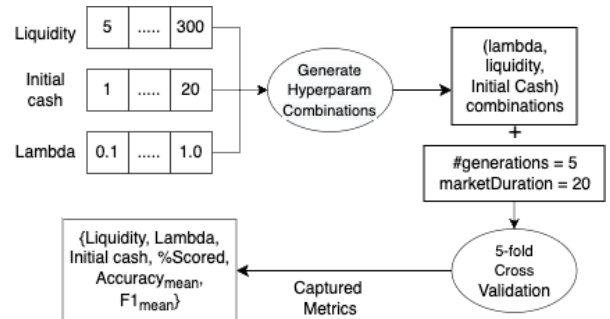 Liquidity 5 ..... 300
Initial cash 1 ..... 20
Lambda 0.1 ..... 1.0
Generate
Hyperparam
Combinations
(lambda,
liquidity,
Initial Cash)
combinations
+
#generations = 5
marketDuration = 20
5-fold
Cross
Validation
Captured
Metrics
{Liquidity, Lambda,
Initial cash, %Scored,
Accuracymean,
F1mean}